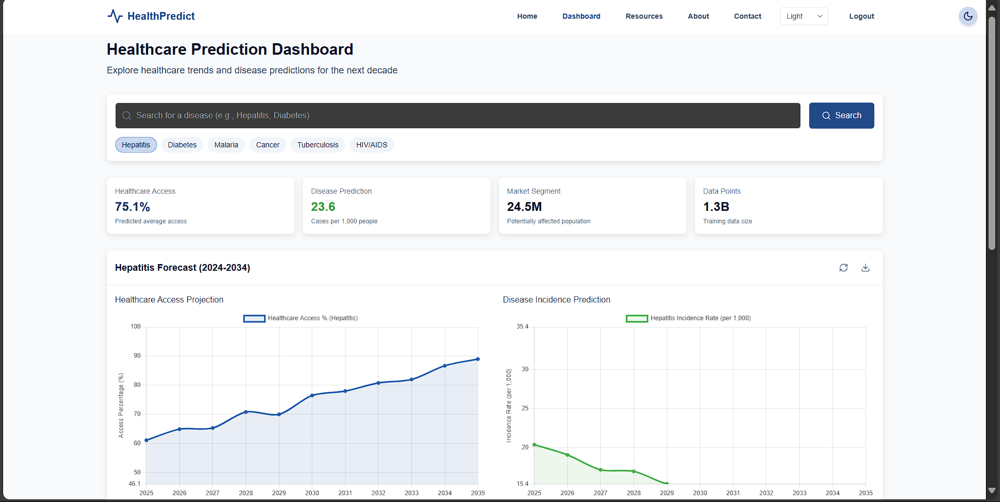 HealthPredict
Home Dashboard Resources About Contact Light Logout
Healthcare Prediction Dashboard
Explore healthcare trends and disease predictions for the next decade
Search for a disease (e.g., Hepatitis, Diabetes)
Search
Hepatitis Diabetes Malaria Cancer Tuberculosis HIV/AIDS
Healthcare Access
75.1%
Predicted average access
Disease Prediction
23.6
Cases per 1,000 people
Market Segment
24.5M
Potentially affected population
Data Points
1.3B
Training data size
Hepatitis Forecast (2024-2034)
Healthcare Access Projection
Healthcare Access % (Hepatitis)
Access Percentage (%)
100
90
80
70
60
50
46.1
2025 2026 2027 2028 2029 2030 2031 2032 2033 2034 2035
Disease Incidence Prediction
Hepatitis Incidence Rate (per 1,000)
Incidence Rate (per 1,000)
35.4
30
25
20
15.4
2025 2026 2027 2028 2029 2030 2031 2032 2033 2034 2035